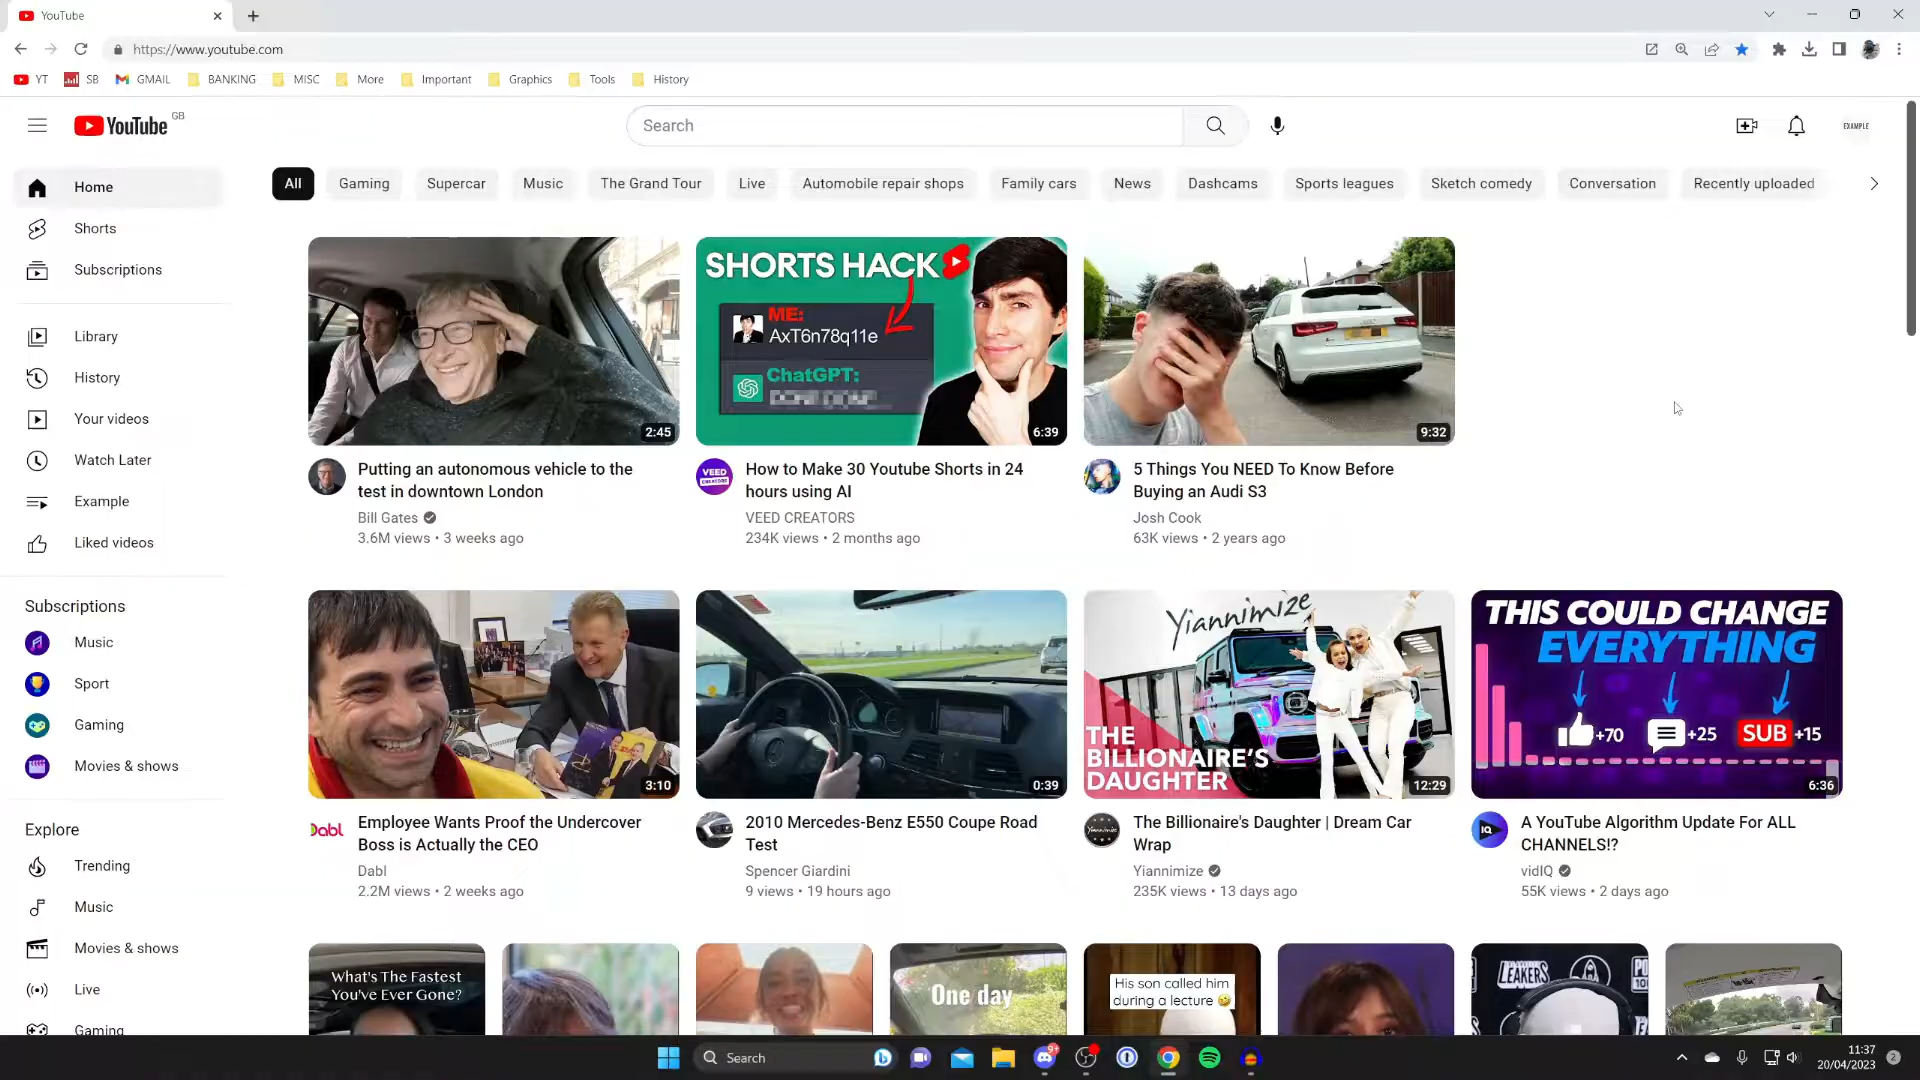 YouTube
https://www.youtube.com
YT SB GMAIL BANKING MISC More Important Graphics Tools History
YouTube GB
Search
EXAMPLE
Home
Shorts
Subscriptions
Library
History
Your videos
Watch Later
Example
Liked videos
Subscriptions
Music
Sport
Gaming
Movies & shows
Explore
Trending
Music
Movies & shows
Live
Gaming
All Gaming Supercar Music The Grand Tour Live Automobile repair shops Family cars News Dashcams Sports leagues Sketch comedy Conversation Recently uploaded
2:45
Putting an autonomous vehicle to the
test in downtown London
Bill Gates
3.6M views • 3 weeks ago
SHORTS HACK
ME:
AxT6n78q11e
ChatGPT:
6:39
VEED
CREATORS
How to Make 30 Youtube Shorts in 24
hours using AI
VEED CREATORS
234K views • 2 months ago
9:32
5 Things You NEED To Know Before
Buying an Audi S3
Josh Cook
63K views • 2 years ago
3:10
Dabl
Employee Wants Proof the Undercover
Boss is Actually the CEO
Dabl
2.2M views • 2 weeks ago
0:39
2010 Mercedes-Benz E550 Coupe Road
Test
Spencer Giardini
9 views • 19 hours ago
Yiannimize
THE
BILLIONAIRE'S
DAUGHTER
12:29
The Billionaire's Daughter | Dream Car
Wrap
Yiannimize
235K views • 13 days ago
THIS COULD CHANGE
EVERYTHING
+70 +25 SUB +15
6:36
IQ
A YouTube Algorithm Update For ALL
CHANNELS!?
vidIQ
55K views • 2 days ago
What's The Fastest
You've Ever Gone?
One day
His son called him
during a lecture 🤣
LEAKERS
Search
9+
11:37
20/04/2023
2